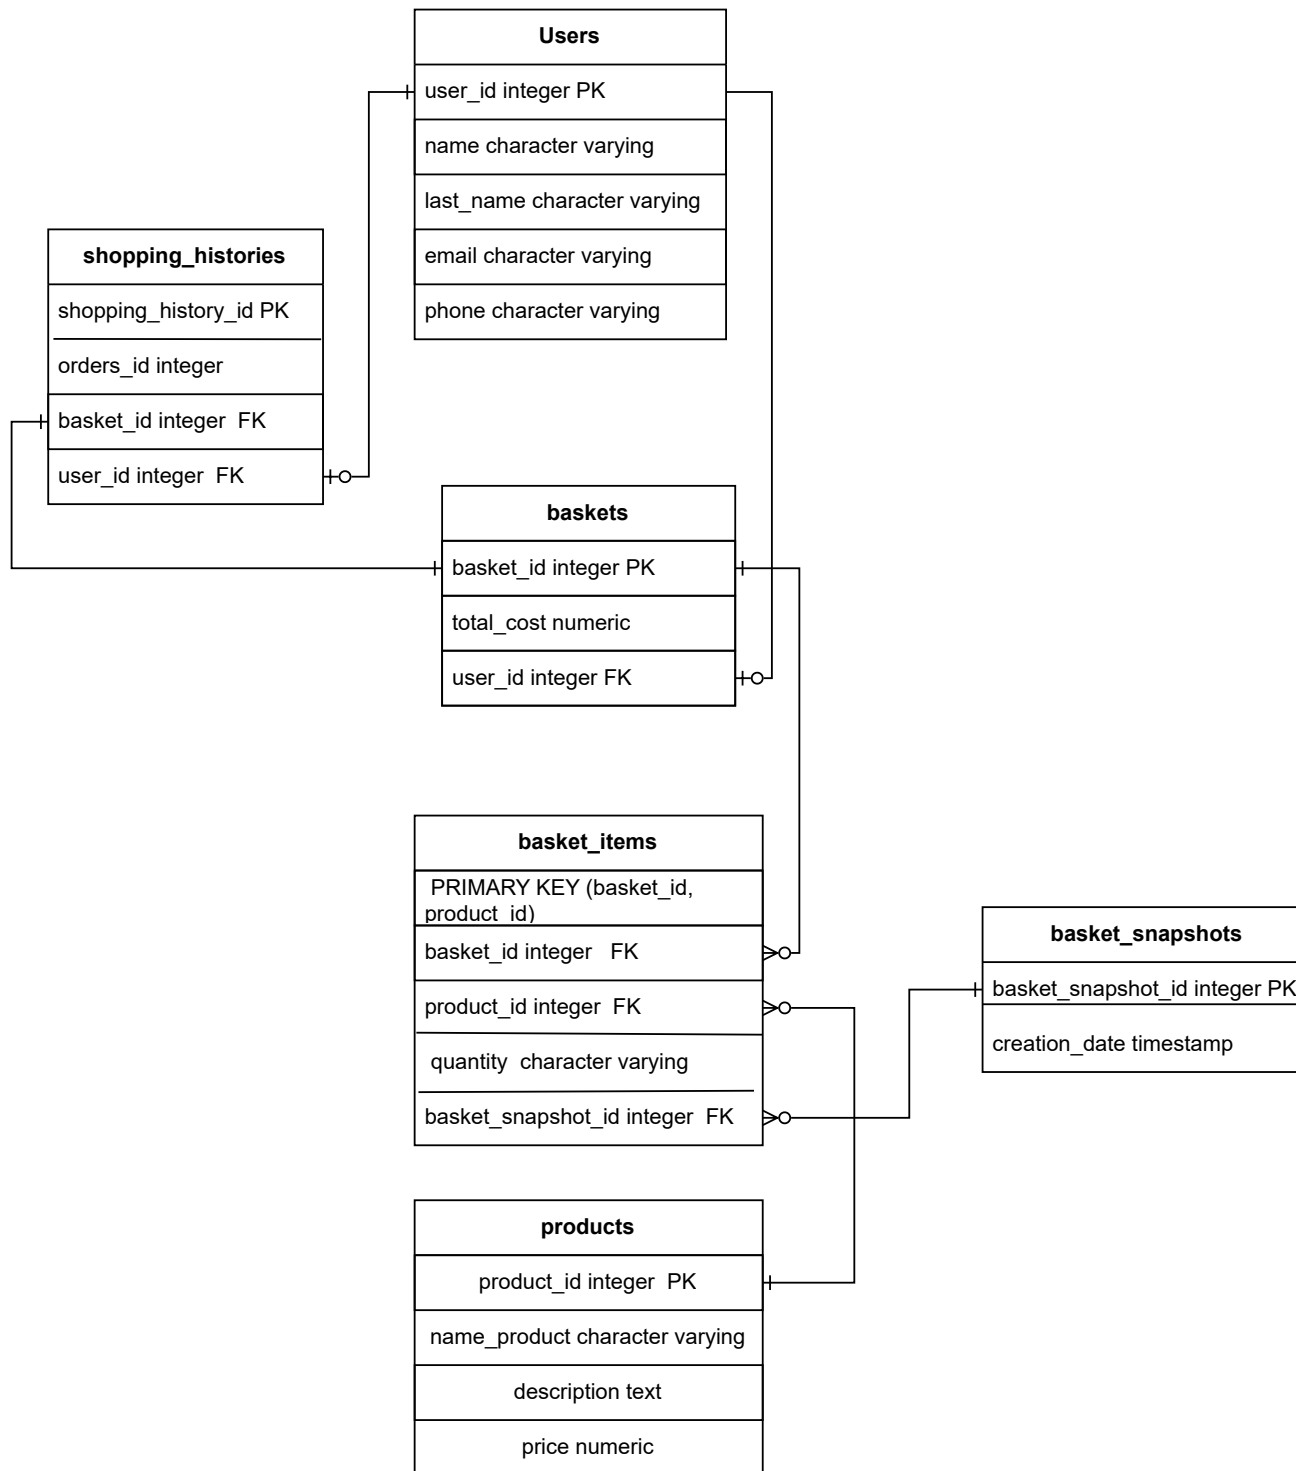 Users
user_id integer PK
name character varying
last_name character varying
email character varying
phone character varying
shopping_histories
shopping_history_id PK
orders_id integer
basket_id integer FK
user_id integer FK
baskets
basket_id integer PK
total_cost numeric
user_id integer FK
basket_items
PRIMARY KEY (basket_id,
product_id)
basket_id integer FK
product_id integer FK
quantity character varying
basket_snapshot_id integer FK
basket_snapshots
basket_snapshot_id integer PK
creation_date timestamp
products
product_id integer PK
name_product character varying
description text
price numeric